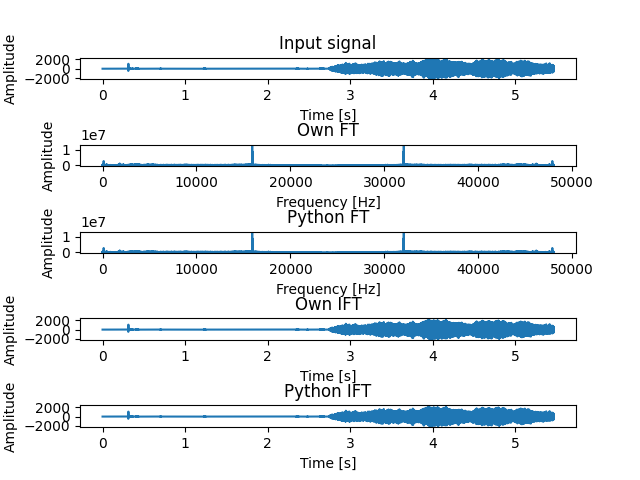 Input signal
Amplitude
2000
0
−2000
0 1 2 3 4 5
Time [s]
Own FT
1e7
Amplitude
1
0
0 10000 20000 30000 40000 50000
Frequency [Hz]
Python FT
1e7
Amplitude
1
0
0 10000 20000 30000 40000 50000
Frequency [Hz]
Own IFT
Amplitude
2000
0
−2000
0 1 2 3 4 5
Time [s]
Python IFT
Amplitude
2000
0
−2000
0 1 2 3 4 5
Time [s]